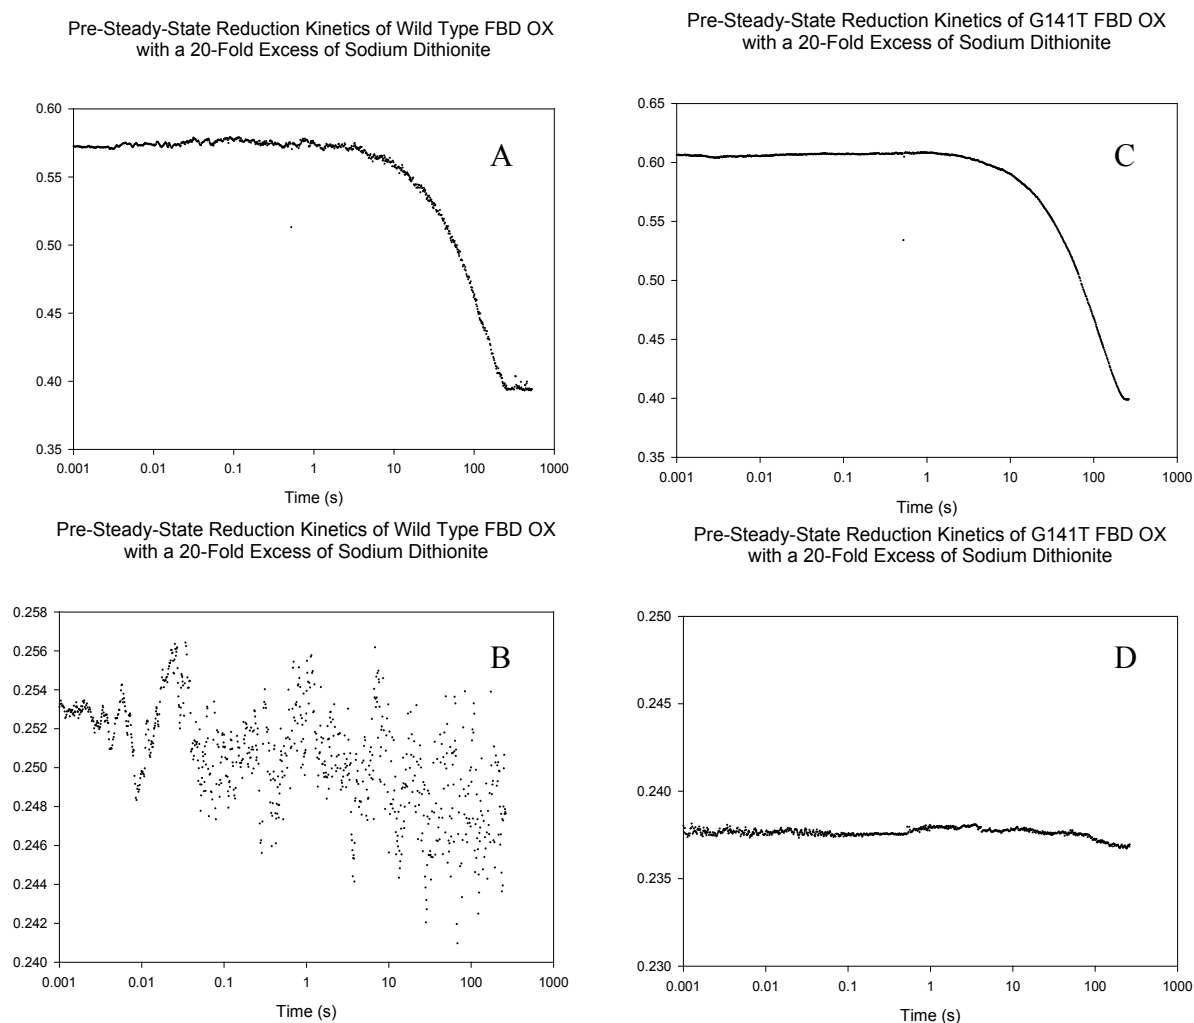 Pre-Steady-State Reduction Kinetics of Wild Type FBD OX
with a 20-Fold Excess of Sodium Dithionite
0.60
0.55
0.50
0.45
0.40
0.35
A
0.001 0.01 0.1 1 10 100 1000
Time (s)
Pre-Steady-State Reduction Kinetics of G141T FBD OX
with a 20-Fold Excess of Sodium Dithionite
0.65
0.60
0.55
0.50
0.45
0.40
0.35
C
0.001 0.01 0.1 1 10 100 1000
Time (s)
Pre-Steady-State Reduction Kinetics of Wild Type FBD OX
with a 20-Fold Excess of Sodium Dithionite
0.258
0.256
0.254
0.252
0.250
0.248
0.246
0.244
0.242
0.240
B
0.001 0.01 0.1 1 10 100 1000
Time (s)
Pre-Steady-State Reduction Kinetics of G141T FBD OX
with a 20-Fold Excess of Sodium Dithionite
0.250
0.245
0.240
0.235
0.230
D
0.001 0.01 0.1 1 10 100 1000
Time (s)